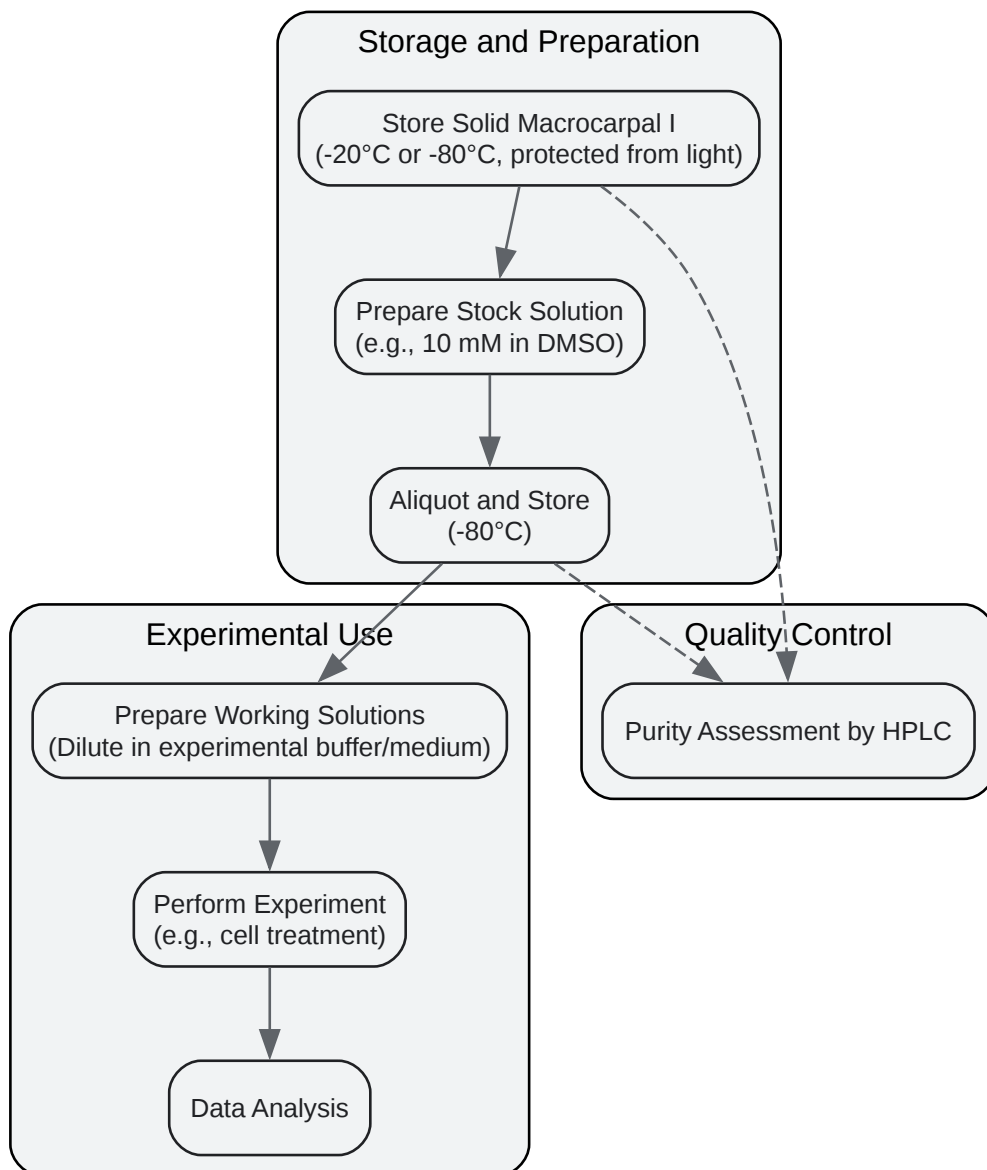 Storage and Preparation
Store Solid Macrocarpal I
(-20°C or -80°C, protected from light)
Prepare Stock Solution
(e.g., 10 mM in DMSO)
Aliquot and Store
(-80°C)
Experimental Use
Prepare Working Solutions
(Dilute in experimental buffer/medium)
Perform Experiment
(e.g., cell treatment)
Data Analysis
Quality Control
Purity Assessment by HPLC